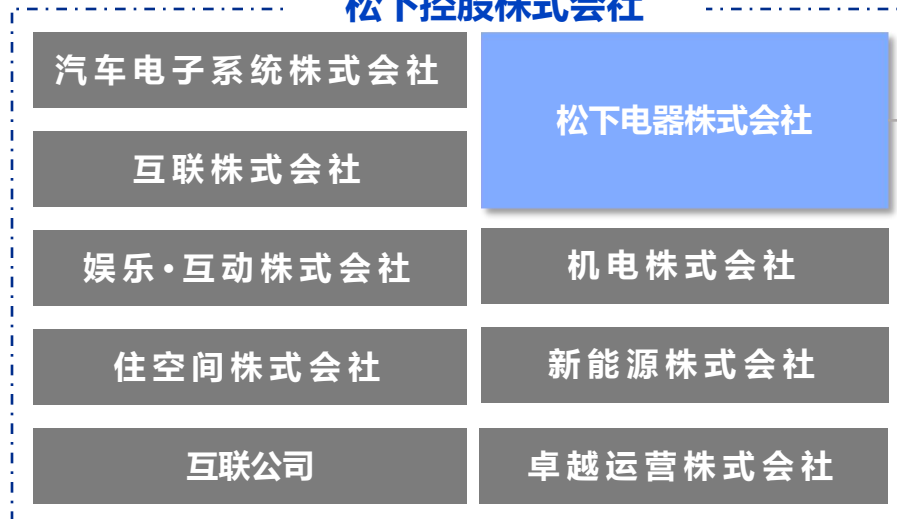 松下控股株式会社
汽车电子系统株式会社
松下电器株式会社
互联株式会社
娱乐•互动株式会社
机电株式会社
住空间株式会社
新能源株式会社
互联公司
卓越运营株式会社